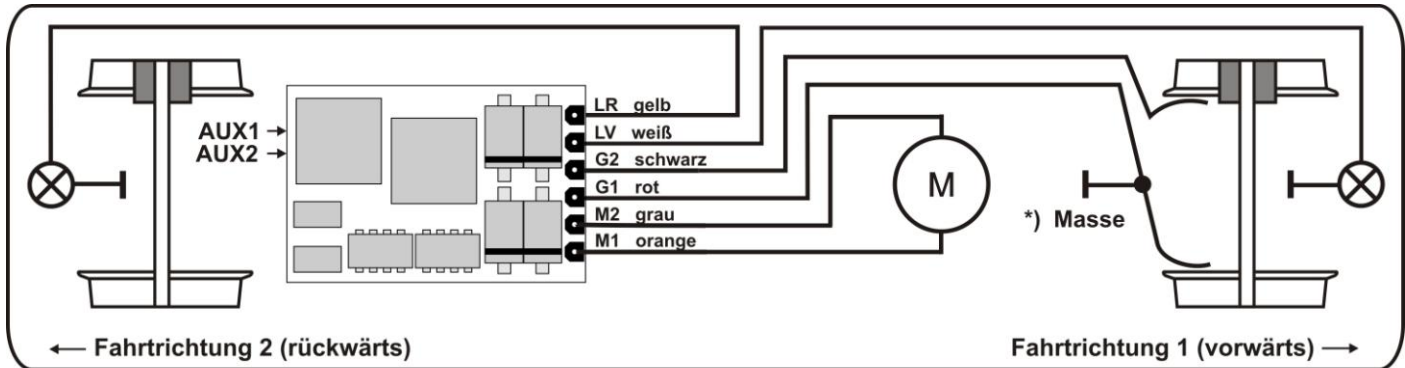 AUX1
AUX2
LR gelb
LV weiß
G2 schwarz
G1 rot
M2 grau
M1 orange
M
*) Masse
Fahrtrichtung 2 (rückwärts)
Fahrtrichtung 1 (vorwärts)